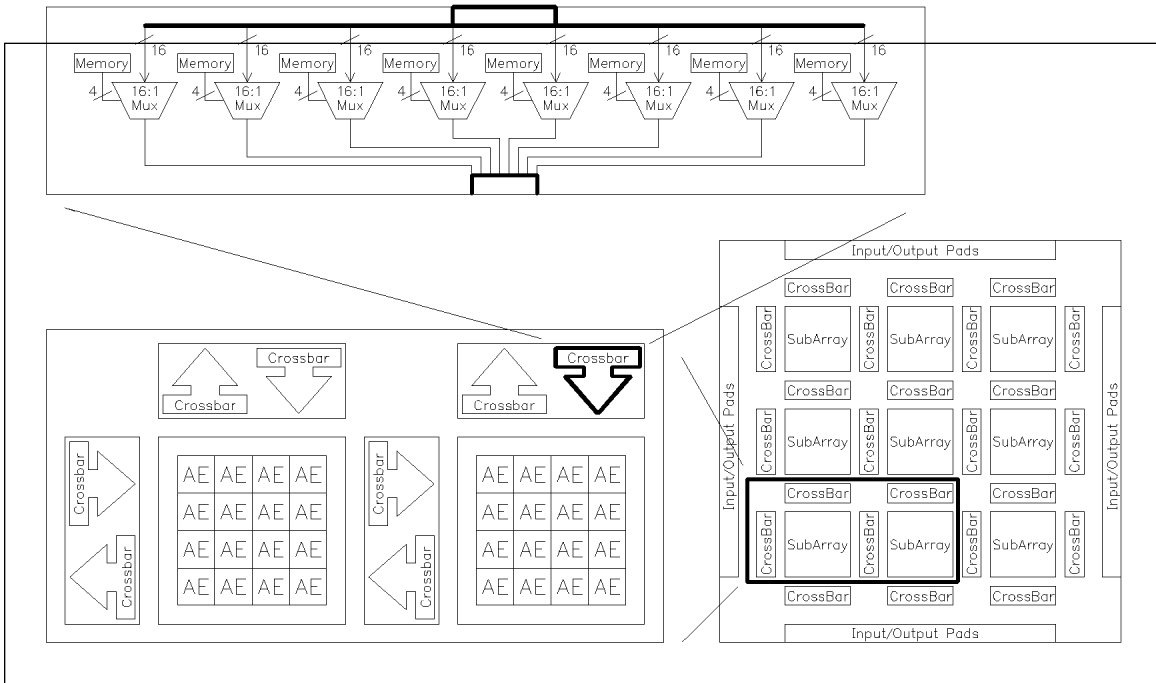 16 16 16 16 16 16 16 16
Memory Memory Memory Memory Memory Memory Memory Memory
4 16:1 Mux 4 16:1 Mux 4 16:1 Mux 4 16:1 Mux 4 16:1 Mux 4 16:1 Mux 4 16:1 Mux 4 16:1 Mux
Crossbar
Crossbar
Crossbar
Crossbar
Crossbar
Crossbar
AE AE AE AE
AE AE AE AE
AE AE AE AE
AE AE AE AE
Crossbar
Crossbar
AE AE AE AE
AE AE AE AE
AE AE AE AE
AE AE AE AE
Input/Output Pads
Input/Output Pads
CrossBar CrossBar CrossBar
CrossBar SubArray CrossBar SubArray CrossBar SubArray CrossBar
CrossBar CrossBar CrossBar
CrossBar SubArray CrossBar SubArray CrossBar SubArray CrossBar
CrossBar CrossBar CrossBar
CrossBar SubArray CrossBar SubArray CrossBar SubArray CrossBar
CrossBar CrossBar CrossBar
Input/Output Pads
Input/Output Pads